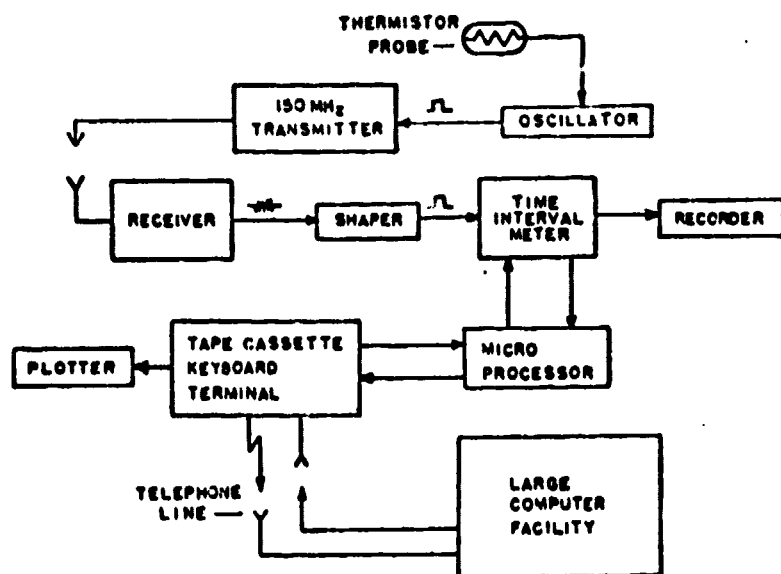 THERMISTOR
PROBE
150 MHz
TRANSMITTER
OSCILLATOR
RECEIVER
SHAPER
TIME
INTERVAL
METER
RECORDER
PLOTTER
TAPE CASSETTE
KEYBOARD
TERMINAL
MICRO
PROCESSOR
TELEPHONE
LINE
LARGE
COMPUTER
FACILITY